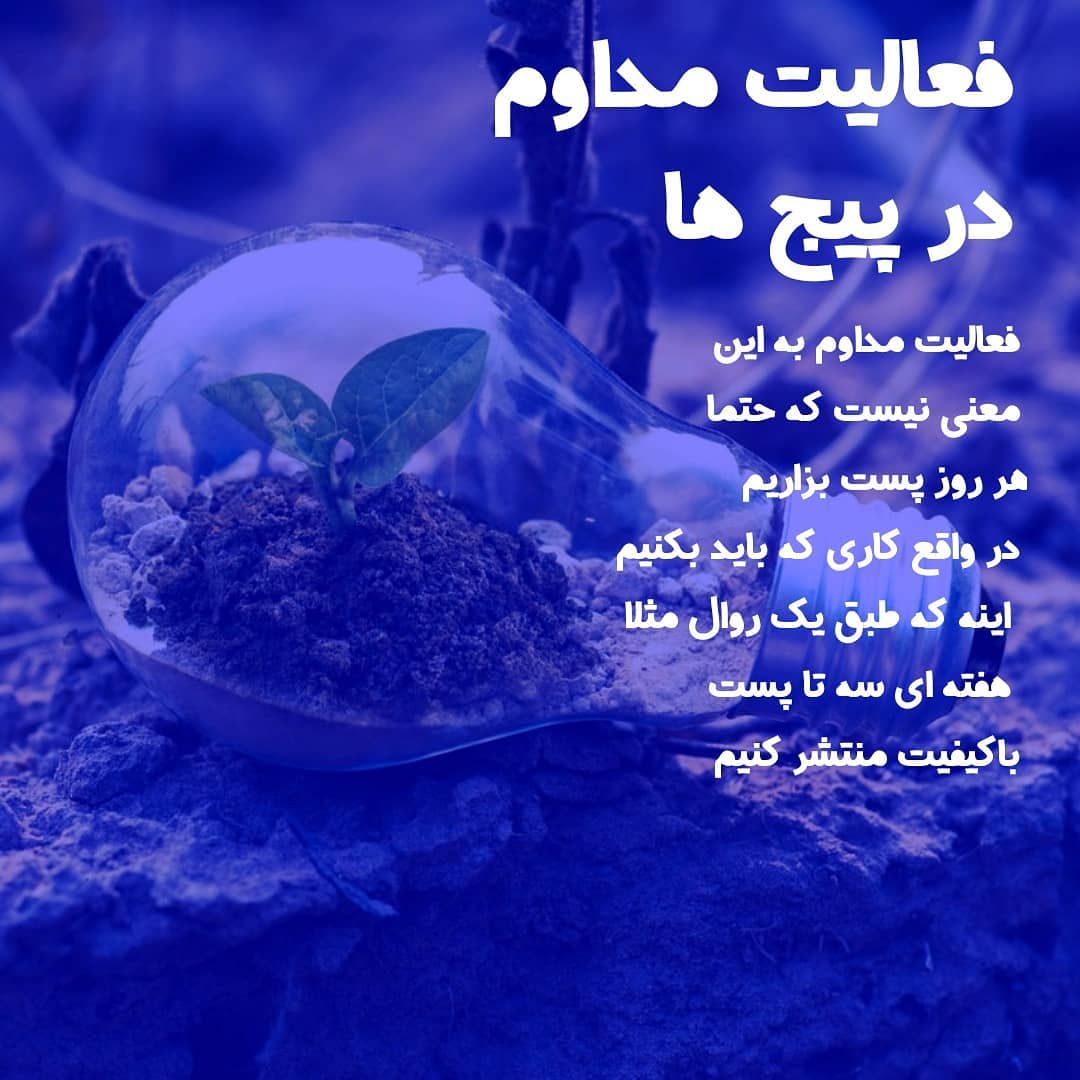 فعالیت مداوم
در پیج ها
فعالیت مداوم به این
معنی نیست که حتما
هر روز پست بزاریم
در واقع کاری که باید بکنیم
اینه که طبق یک روال مثلا
هفته ای سه تا پست
باکیفیت منتشر کنیم